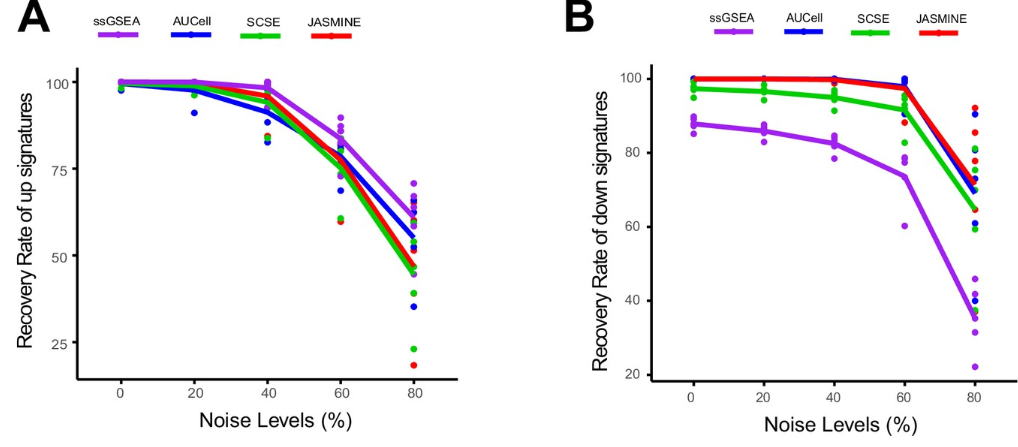 A
ssGSEA AUCell SCSE JASMINE
Recovery Rate of up signatures
100
75
50
25
0 20 40 60 80
Noise Levels (%)
B
ssGSEA AUCell SCSE JASMINE
Recovery Rate of down signatures
100
80
60
40
20
0 20 40 60 80
Noise Levels (%)